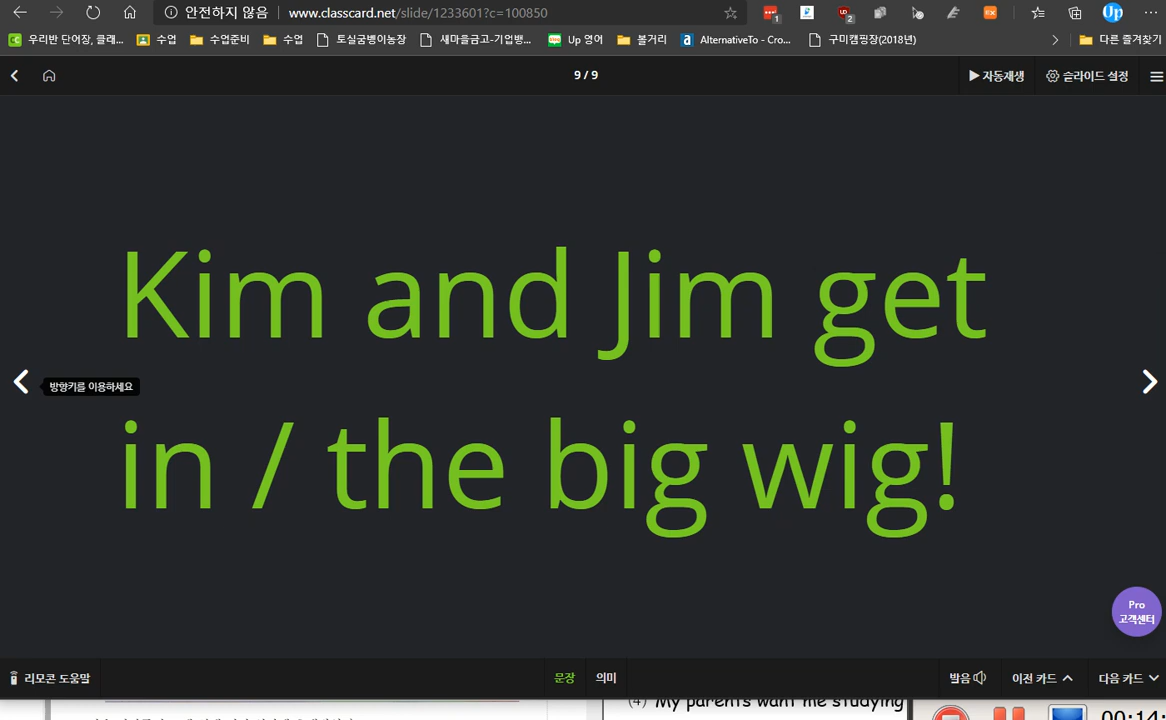 안전하지 않음 www.classcard.net/slide/1233601?c=100850
우리반 단어장, 클래... 수업 수업준비 수업 토실굼벵이농장 새마을금고-기업뱅... Up 영어 볼거리 AlternativeTo - Cro... 구미캠핑장(2018년) 다른 즐겨찾기
9 / 9 자동재생 슬라이드 설정
Kim and Jim get
방향키를 이용하세요
in / the big wig!
Pro
고객센터
리모콘 도움말 문장 의미 발음 이전 카드 다음 카드
(4) My parents want me studying
00:14: